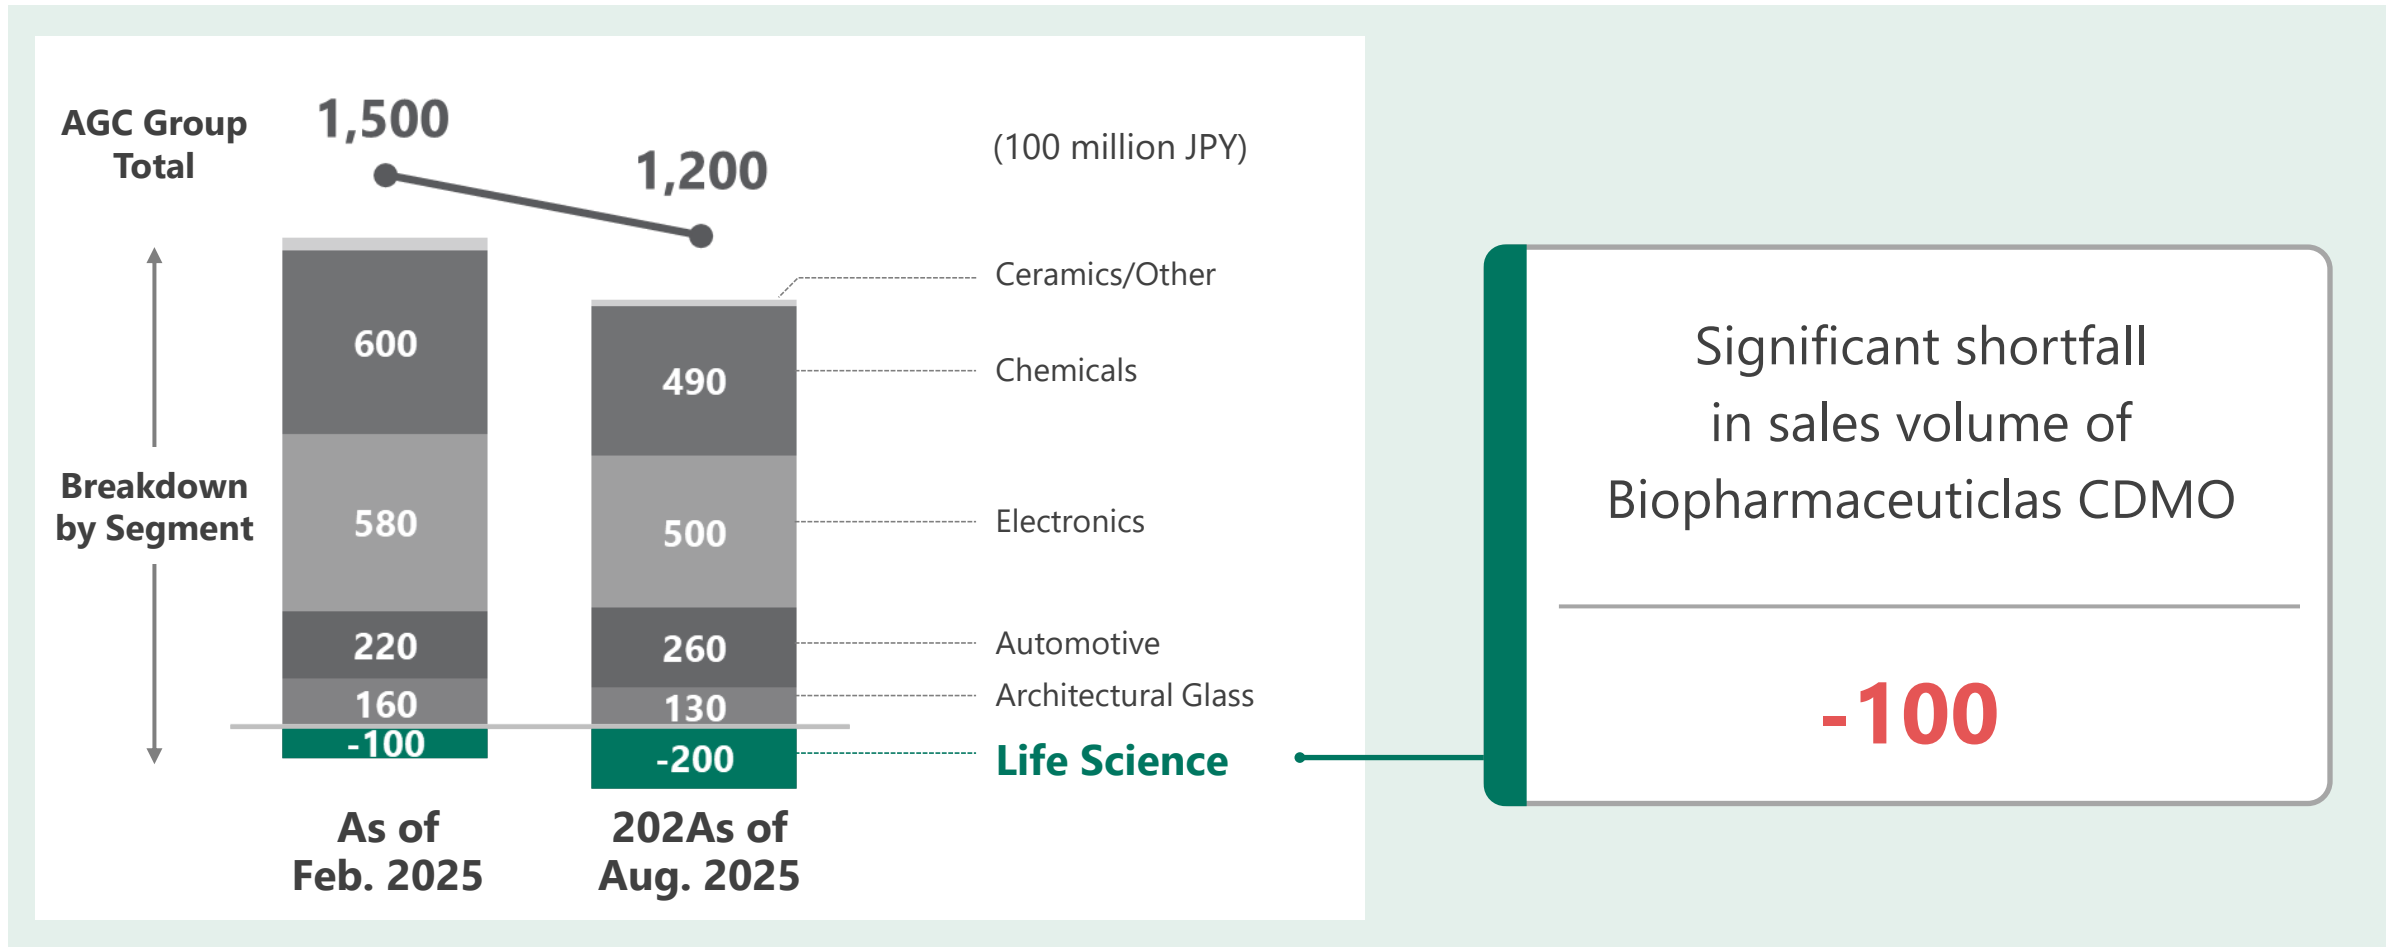 AGC Group
Total
1,500
1,200
(100 million JPY)
Breakdown
by Segment
600
580
220
160
-100
490
500
260
130
-200
Ceramics/Other
Chemicals
Electronics
Automotive
Architectural Glass
Life Science
As of
Feb. 2025
202As of
Aug. 2025
Significant shortfall
in sales volume of
Biopharmaceuticlas CDMO
-100